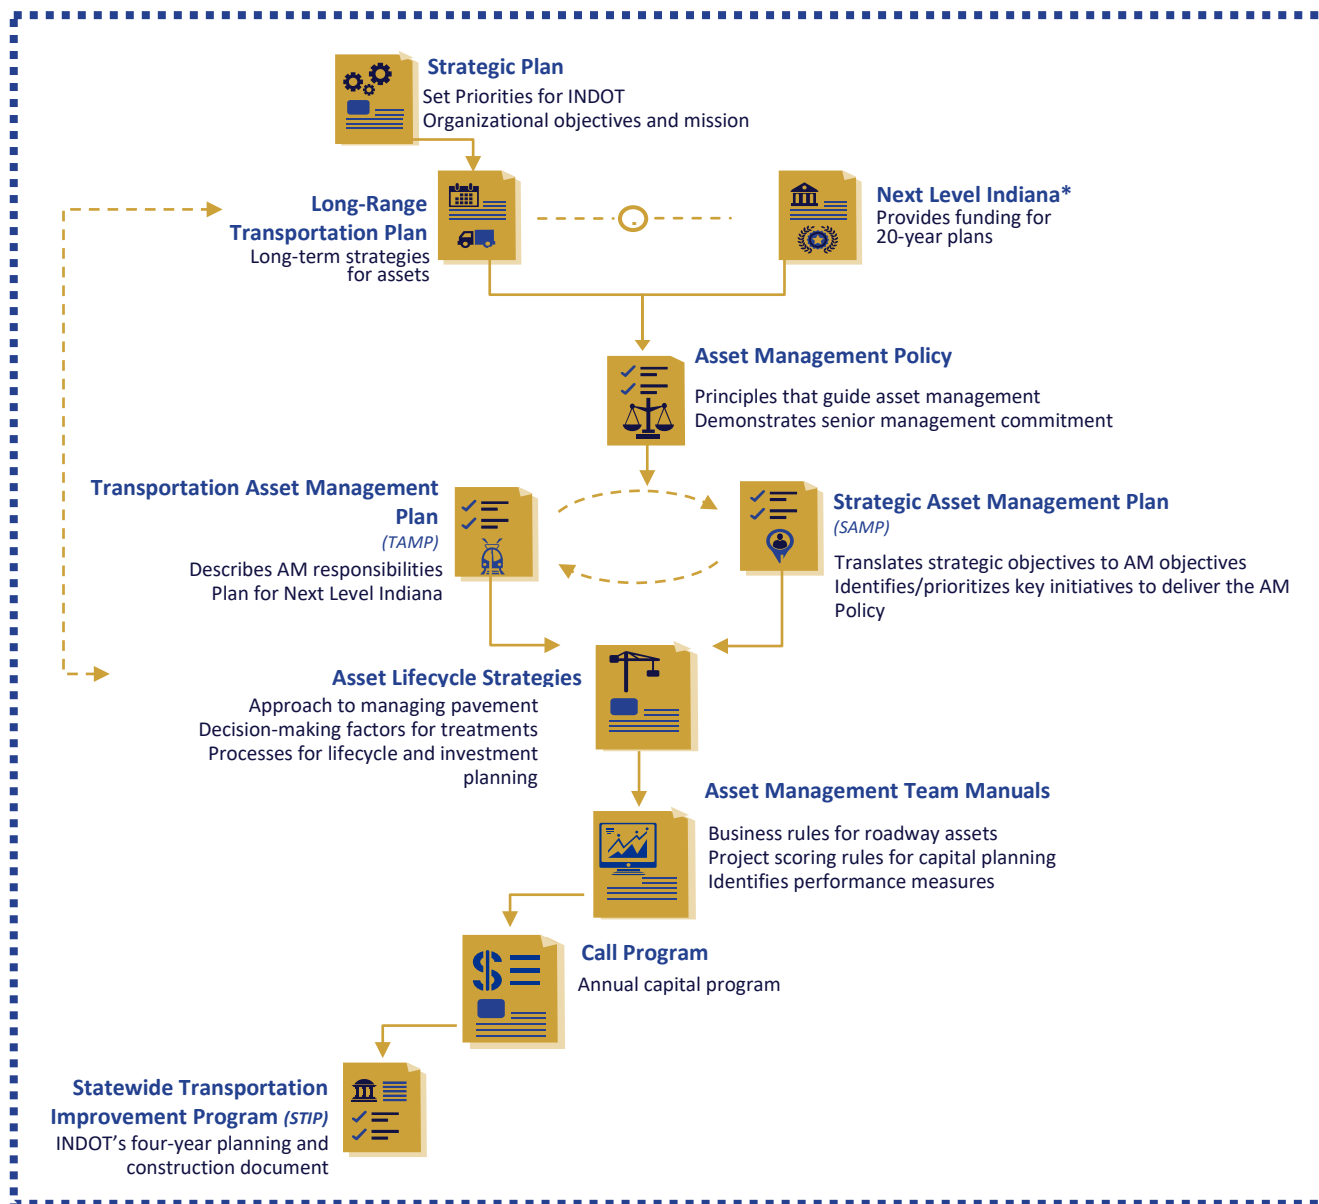 Strategic Plan
Set Priorities for INDOT
Organizational objectives and mission
Long-Range
Transportation Plan
Long-term strategies
for assets
Next Level Indiana*
Provides funding for
20-year plans
Asset Management Policy
Principles that guide asset management
Demonstrates senior management commitment
Transportation Asset Management
Plan
(TAMP)
Describes AM responsibilities
Plan for Next Level Indiana
Strategic Asset Management Plan
(SAMP)
Translates strategic objectives to AM objectives
Identifies/prioritizes key initiatives to deliver the AM
Policy
Asset Lifecycle Strategies
Approach to managing pavement
Decision-making factors for treatments
Processes for lifecycle and investment
planning
Asset Management Team Manuals
Business rules for roadway assets
Project scoring rules for capital planning
Identifies performance measures
Call Program
Annual capital program
Statewide Transportation
Improvement Program (STIP)
INDOT's four-year planning and
construction document